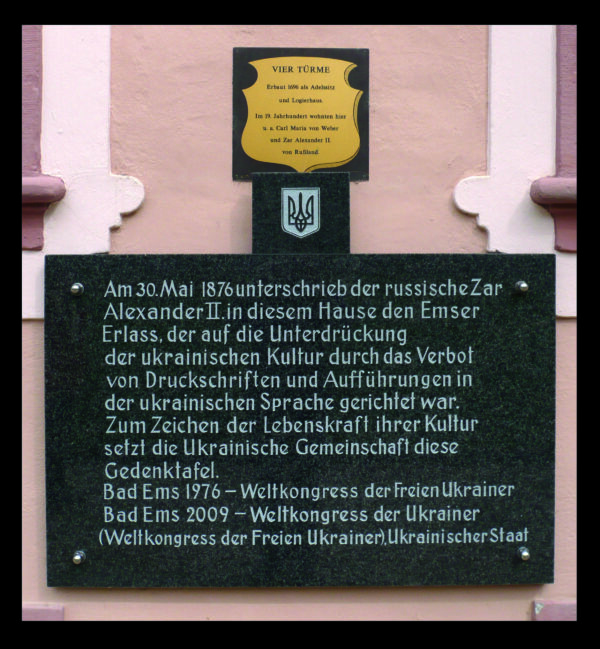 VIER TÜRME
Erbaut 1696 als Adelssitz
und Logierhaus
Im 19. Jahrhundert wohnten hier
u. a. Carl Maria von Weber
und Zar Alexander II.
von Rußland
Am 30. Mai 1876 unterschrieb der russische Zar
Alexander II. in diesem Hause den Emser
Erlass, der auf die Unterdrückung
der ukrainischen Kultur durch das Verbot
von Druckschriften und Aufführungen in
der ukrainischen Sprache gerichtet war.
Zum Zeichen der Lebenskraft ihrer Kultur
setzt die Ukrainische Gemeinschaft diese
Gedenktafel.
Bad Ems 1976 – Weltkongress der Freien Ukrainer
Bad Ems 2009 – Weltkongress der Ukrainer
(Weltkongress der Freien Ukrainer), Ukrainischer Staat